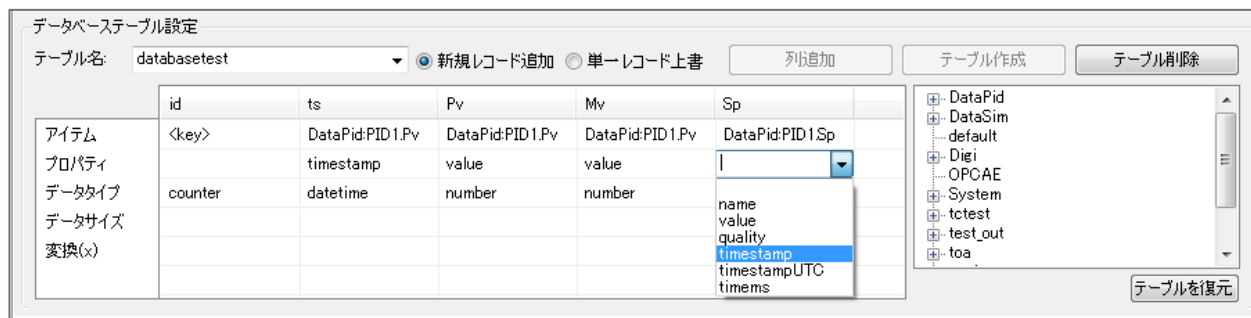 データベーステーブル設定
テーブル名: databasetest 新規レコード追加 単一レコード上書 列追加 テーブル作成 テーブル削除
id ts Pv Mv Sp
アイテム <key> DataPid:PID1.Pv DataPid:PID1.Pv DataPid:PID1.Pv DataPid:PID1.Sp
プロパティ timestamp value value
データタイプ counter datetime number number
データサイズ
変換(x)
name
value
quality
timestamp
timestampUTC
timems
DataPid
DataSim
default
Digi
OPCAE
System
tctest
test_out
toa
テーブルを復元